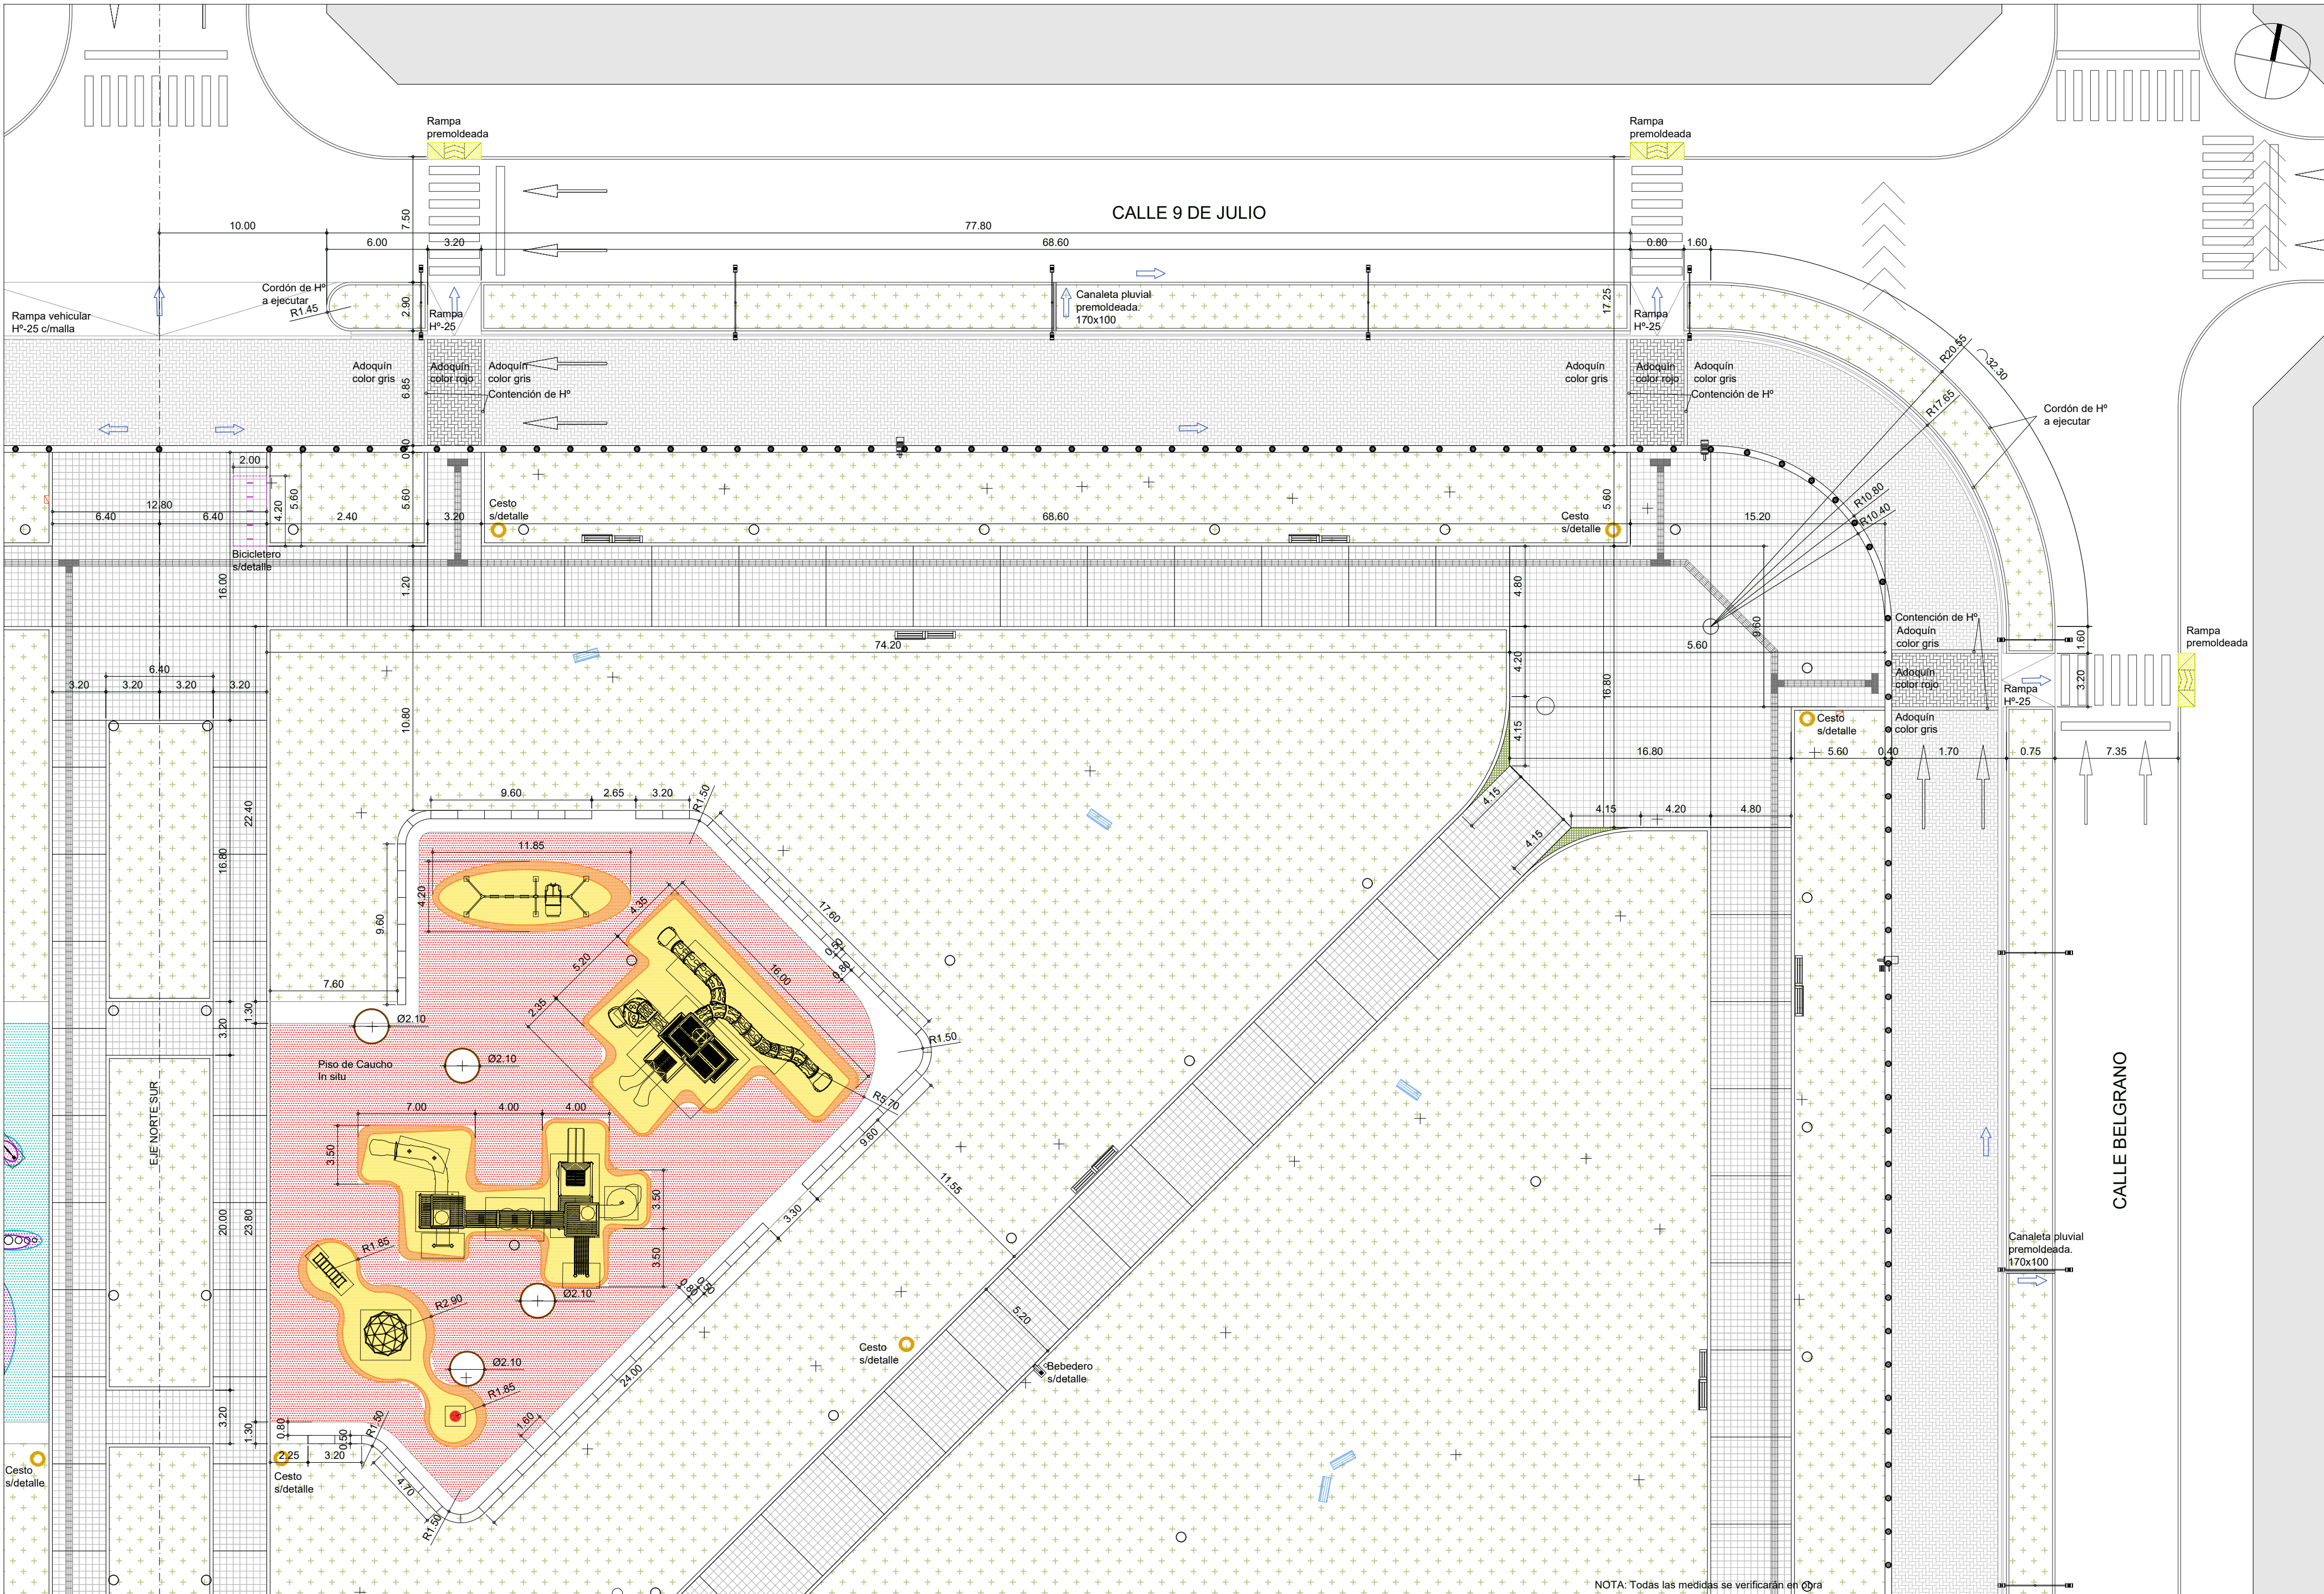 Rampa
premoldeada
Rampa
premoldeada
CALLE 9 DE JULIO
10.00
77.80
6.00
3.20
68.60
0.80
1.60
7.50
17.25
Cordón de Hº
a ejecutar
R1.45
2.90
Rampa vehicular
Hº-25 c/malla
Rampa
Hº-25
Canaleta pluvial
premoldeada.
170x100
Rampa
Hº-25
R20.55
32.30
R17.65
Adoquín
color gris
Adoquín
color rojo
Adoquín
color gris
Contención de Hº
6.85
Adoquín
color gris
Adoquín
color rojo
Adoquín
color gris
Contención de Hº
Cordón de Hº
a ejecutar
0.40
2.00
12.80
6.40
6.40
4.20
5.60
2.40
5.60
3.20
Cesto
s/detalle
68.60
Cesto
s/detalle
5.60
15.20
R10.80
R10.40
Bicicletero
s/detalle
16.00
1.20
4.80
9.60
Contención de Hº
Adoquín
color gris
1.60
Rampa
premoldeada
74.20
4.20
5.60
16.80
6.40
3.20
3.20
3.20
3.20
Adoquín
color rojo
Rampa
Hº-25
3.20
10.80
4.15
Cesto
s/detalle
Adoquín
color gris
16.80
5.60
0.40
1.70
0.75
7.35
22.40
9.60
2.65
3.20
R1.50
4.15
4.15
4.15
4.20
4.80
16.80
11.85
4.20
4.35
17.60
0.50
0.80
9.60
5.20
16.00
7.60
2.35
1.30
3.20
Ø2.10
R1.50
Piso de Caucho
in situ
Ø2.10
R5.70
7.00
4.00
4.00
9.60
EJE NORTE SUR
3.50
3.50
11.55
CALLE BELGRANO
20.00
23.80
3.30
3.50
R1.85
Canaleta pluvial
premoldeada.
170x100
0.80
0.50
Ø2.10
R2.90
5.20
Cesto
s/detalle
Bebedero
s/detalle
Ø2.10
24.00
R1.85
3.20
1.30
0.80
0.50
R1.50
1.60
2.25
3.20
Cesto
s/detalle
Cesto
s/detalle
4.70
R1.50
NOTA: Todas las medidas se verificarán en obra